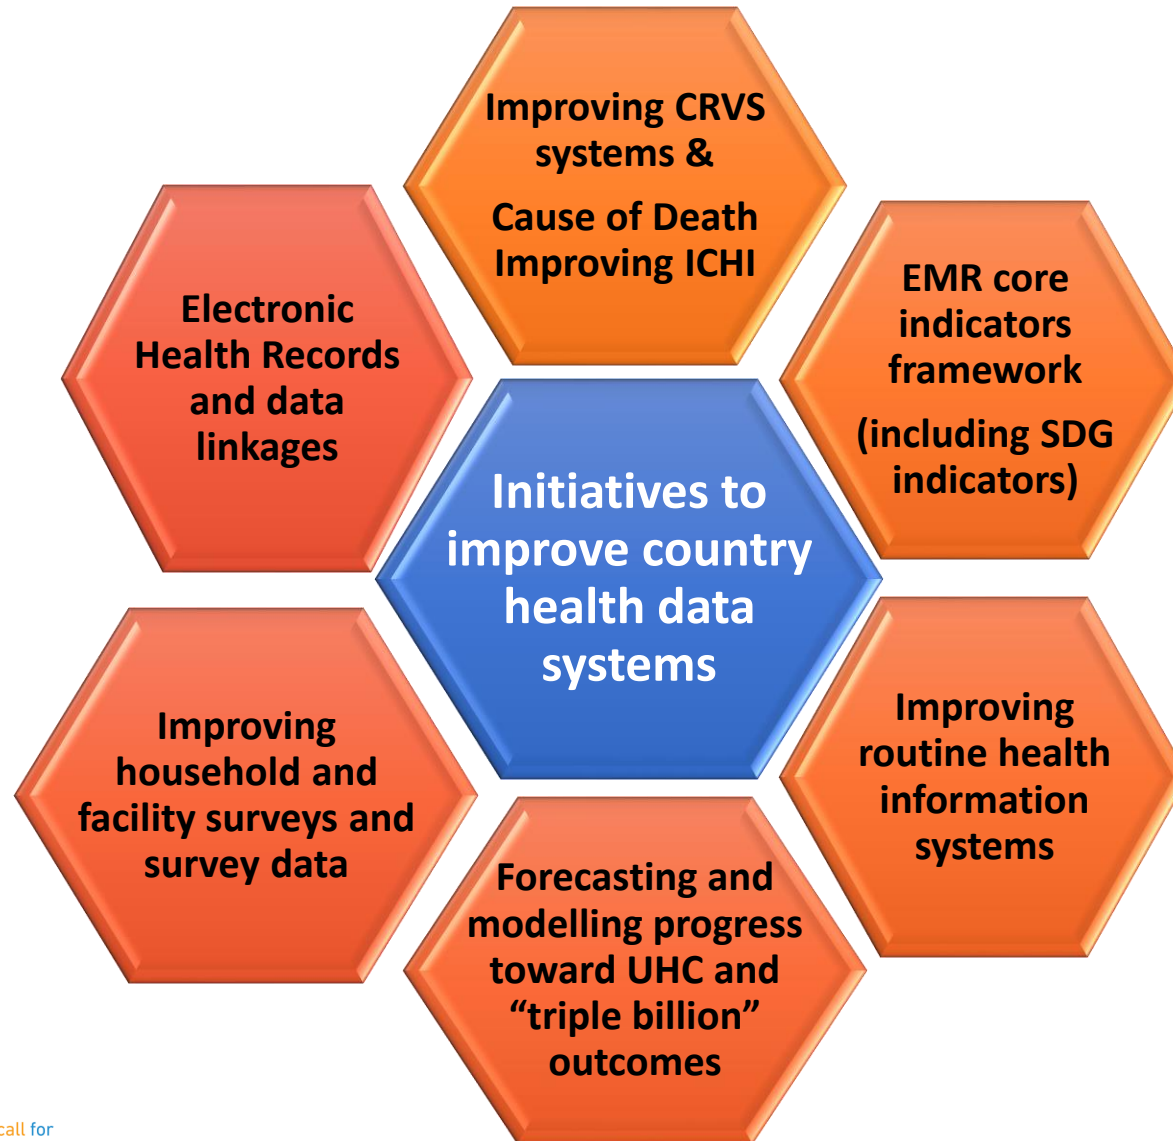 Improving CRVS
systems &
Cause of Death
Improving ICHI
EMR core
indicators
framework
(including SDG
indicators)
Electronic
Health Records
and data
linkages
Initiatives to
improve country
health data
systems
Improving
routine health
information
systems
Improving
household and
facility surveys and
survey data
Forecasting and
modelling progress
toward UHC and
“triple billion”
outcomes
call for